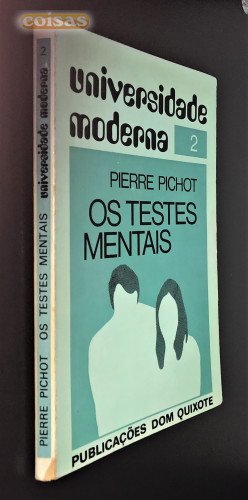 coisas
universidade
moderna 2
PIERRE PICHOT
OS TESTES
MENTAIS
PUBLICAÇÕES DOM QUIXOTE
PIERRE PICHOT OS TESTES MENTAIS universidade moderna 2